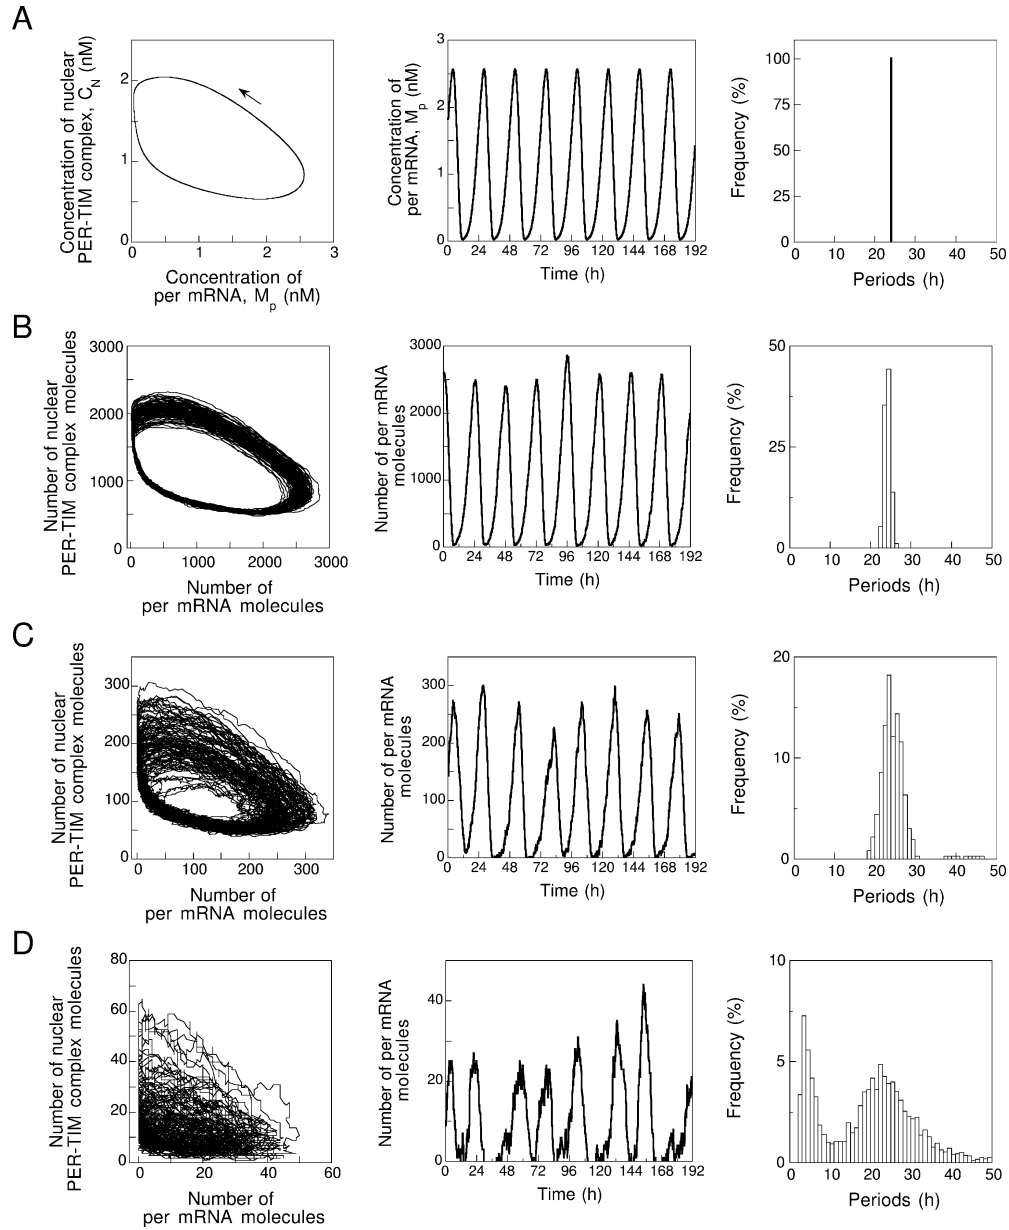 A
Concentration of nuclear
PER-TIM complex, C_N (nM)
2
1
0
0 1 2 3
Concentration of
per mRNA, M_p (nM)
Concentration of
per mRNA, M_p (nM)
3
2
1
0
0 24 48 72 96 120 144 168 192
Time (h)
Frequency (%)
100
75
50
25
0
0 10 20 30 40 50
Periods (h)
B
Number of nuclear
PER-TIM complex molecules
3000
2000
1000
0
0 1000 2000 3000
Number of
per mRNA molecules
Number of per mRNA
molecules
3000
2000
1000
0
0 24 48 72 96 120 144 168 192
Time (h)
Frequency (%)
50
25
0
0 10 20 30 40 50
Periods (h)
C
Number of nuclear
PER-TIM complex molecules
300
200
100
0
0 100 200 300
Number of
per mRNA molecules
Number of per mRNA
molecules
300
200
100
0
0 24 48 72 96 120 144 168 192
Time (h)
Frequency (%)
20
10
0
0 10 20 30 40 50
Periods (h)
D
Number of nuclear
PER-TIM complex molecules
80
60
40
20
0
0 20 40 60
Number of
per mRNA molecules
Number of per mRNA
molecules
40
20
0
0 24 48 72 96 120 144 168 192
Time (h)
Frequency (%)
10
5
0
0 10 20 30 40 50
Periods (h)